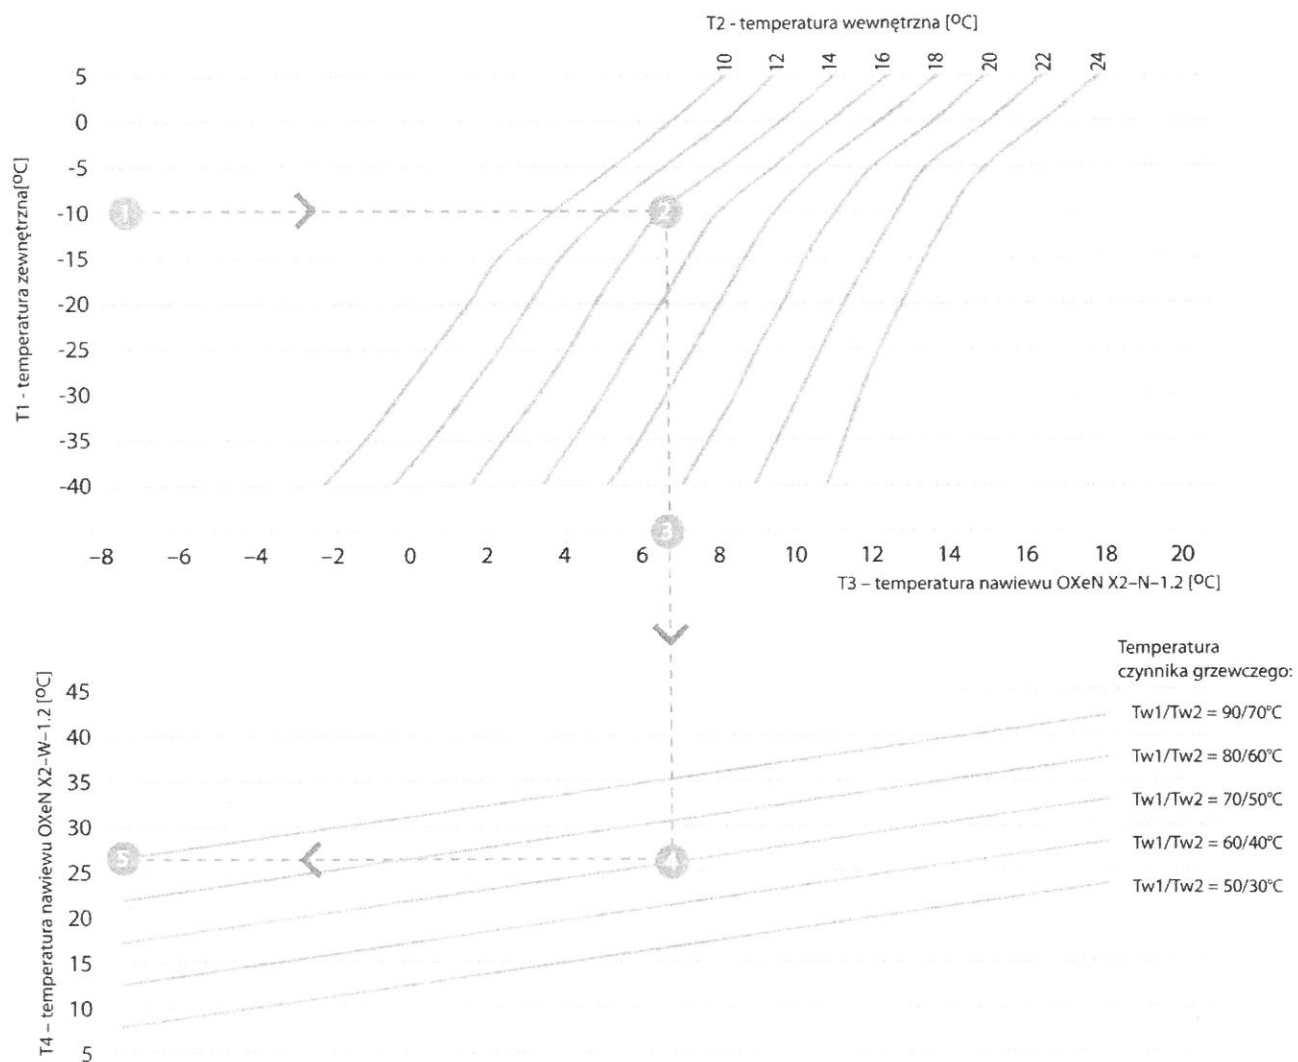 T2 - temperatura wewnętrzna [ºC]
10 12 14 16 18 20 22 24
T1 - temperatura zewnętrzna[ºC]
5
0
-5
-10
-15
-20
-25
-30
-35
-40
1
2
3
–8 –6 –4 –2 0 2 4 6 8 10 12 14 16 18 20
T3 – temperatura nawiewu OXeN X2–N–1.2 [ºC]
T4 – temperatura nawiewu OXeN X2–W–1.2 [ºC]
45
40
35
30
25
20
15
10
5
Temperatura
czynnika grzewczego:
Tw1/Tw2 = 90/70°C
Tw1/Tw2 = 80/60°C
Tw1/Tw2 = 70/50°C
Tw1/Tw2 = 60/40°C
Tw1/Tw2 = 50/30°C
5
4